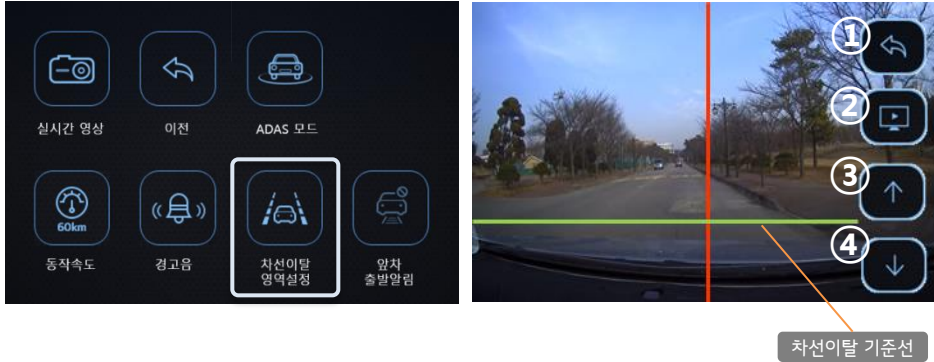 실시간 영상
이전
ADAS 모드
60km
동작속도
경고음
차선이탈
영역설정
앞차
출발알림
①
②
③
④
차선이탈 기준선